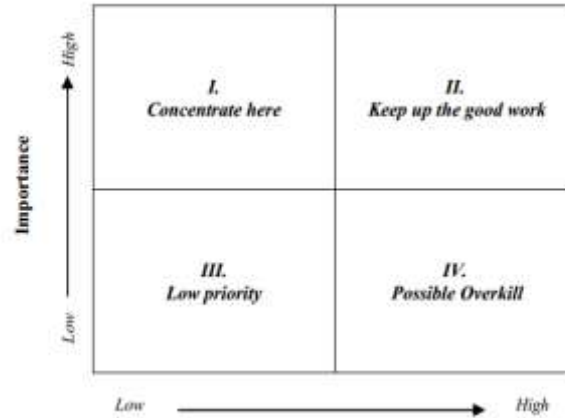 High
I.
Concentrate here
II.
Keep up the good work
Importance
III.
Low priority
IV.
Possible Overkill
Low
Low
High